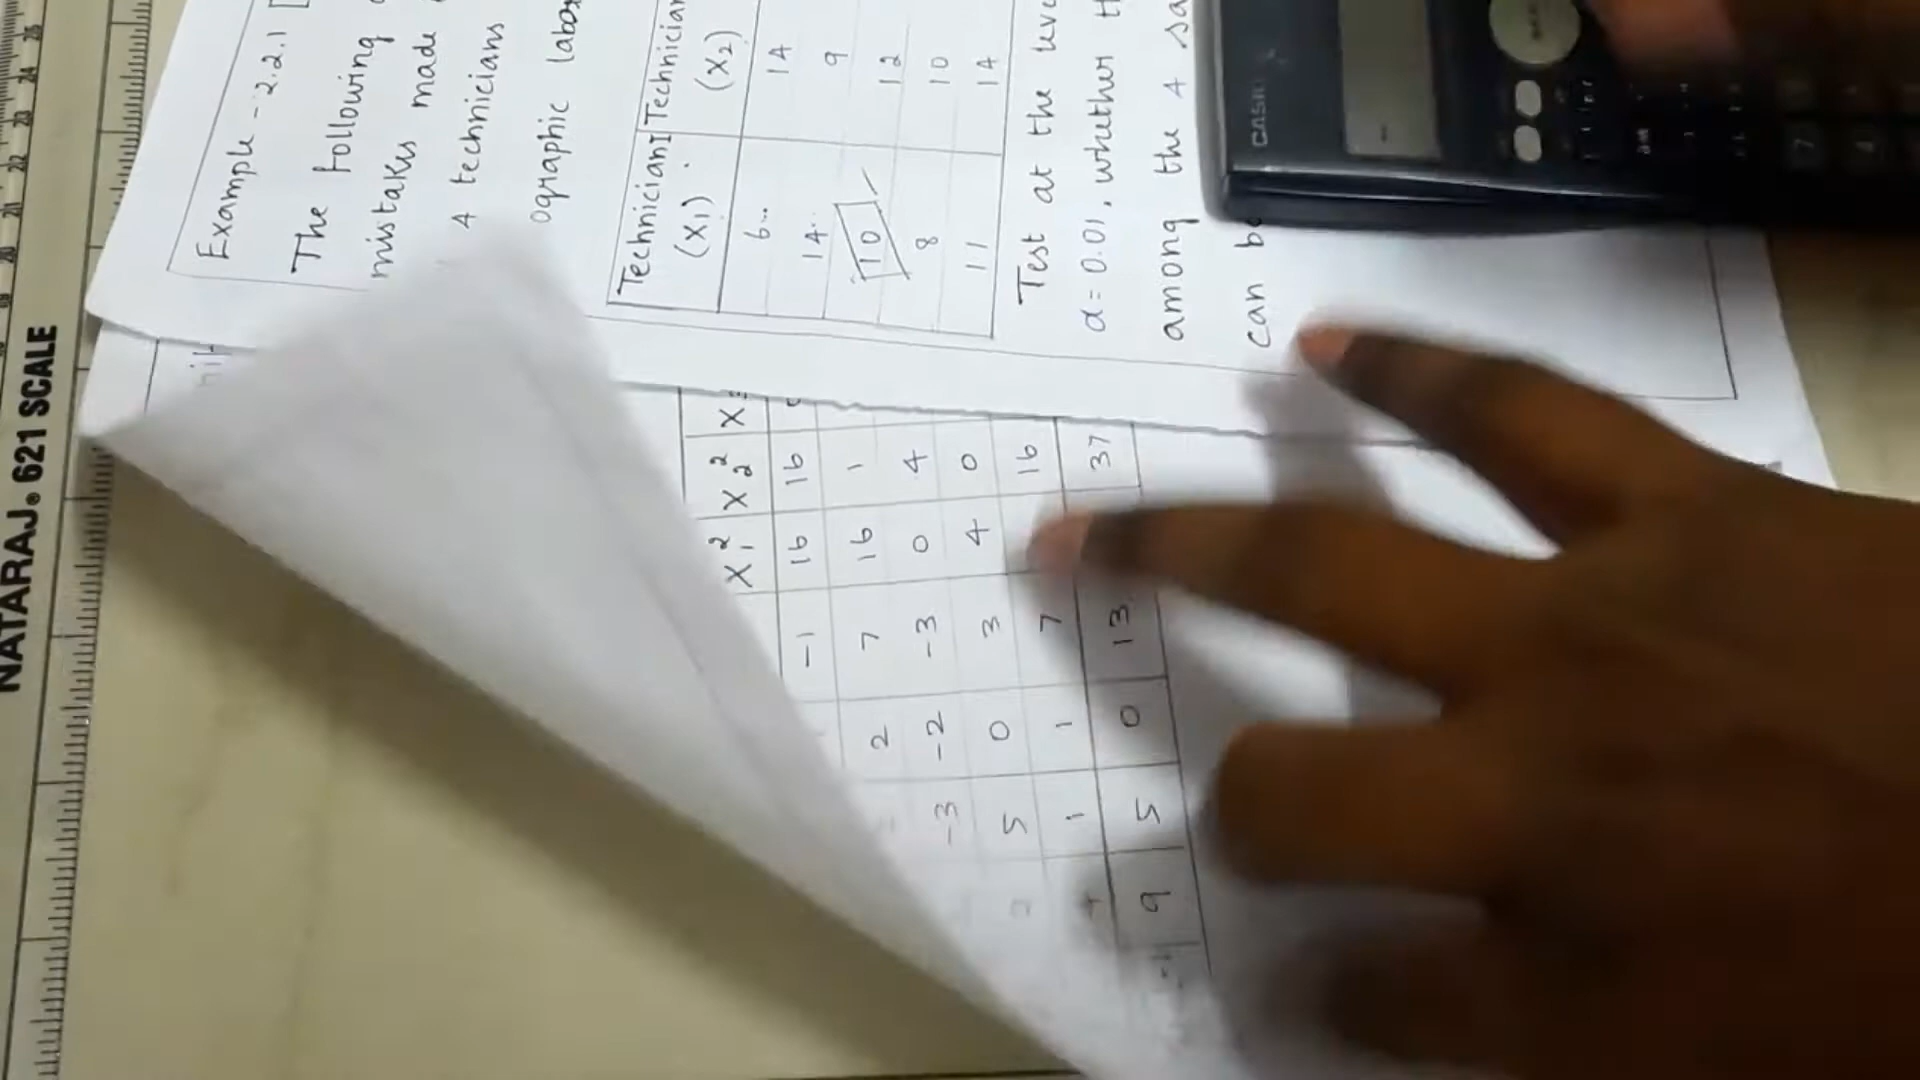 NATARAJ. 621 SCALE
Example - 2.2.1 [
The following
mistakes made
4 technicians
ographic labor
Technician I Technician
(X1) (X2)
6 14
14 9
10 12
8 10
11 14
Test at the leve
α = 0.01, whether th
among the 4 sa
can be
CASIO
X1² X2² X
-1 16 16
2 7 16 1
-3 -2 -3 0 4
5 0 3 4 0
1 1 7 16
9 5 0 13 37